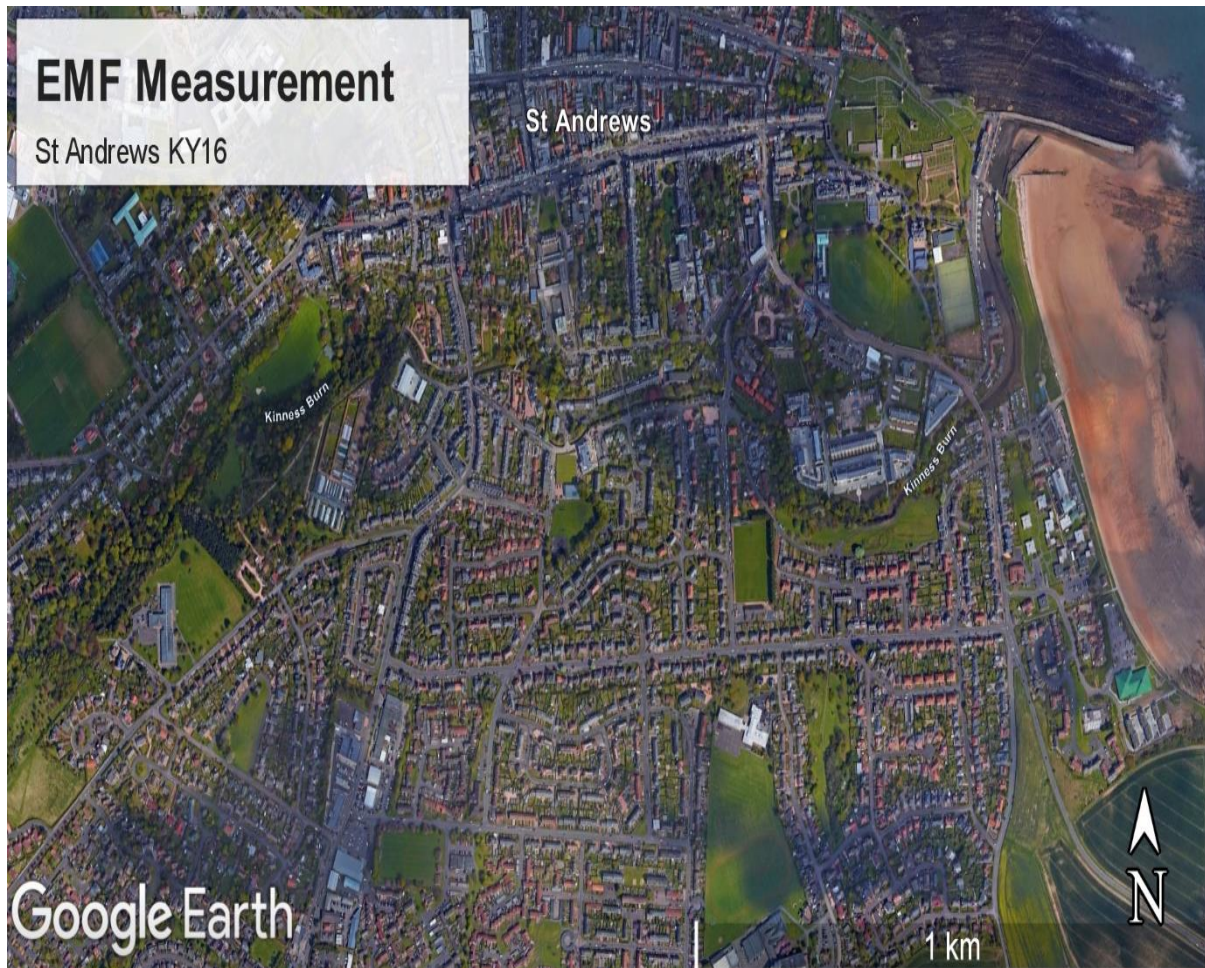 EMF Measurement
St Andrews KY16
St Andrews
Kinness Burn
Kinness Burn
Google Earth
N
1 km